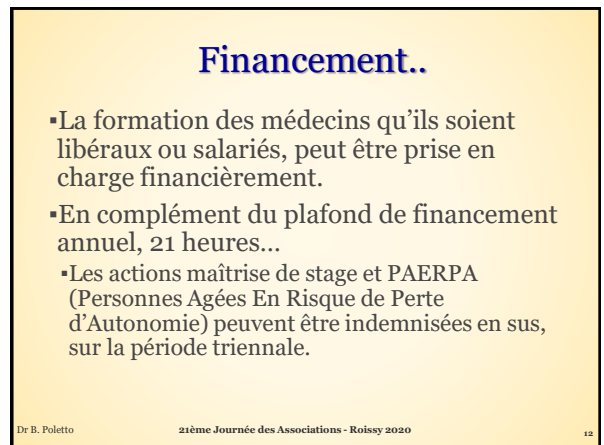 Financement..
▪La formation des médecins qu'ils soient
libéraux ou salariés, peut être prise en
charge financièrement.
▪En complément du plafond de financement
annuel, 21 heures…
▪Les actions maîtrise de stage et PAERPA
(Personnes Agées En Risque de Perte
d'Autonomie) peuvent être indemnisées en sus,
sur la période triennale.
Dr B. Poletto 21ème Journée des Associations - Roissy 2020 12